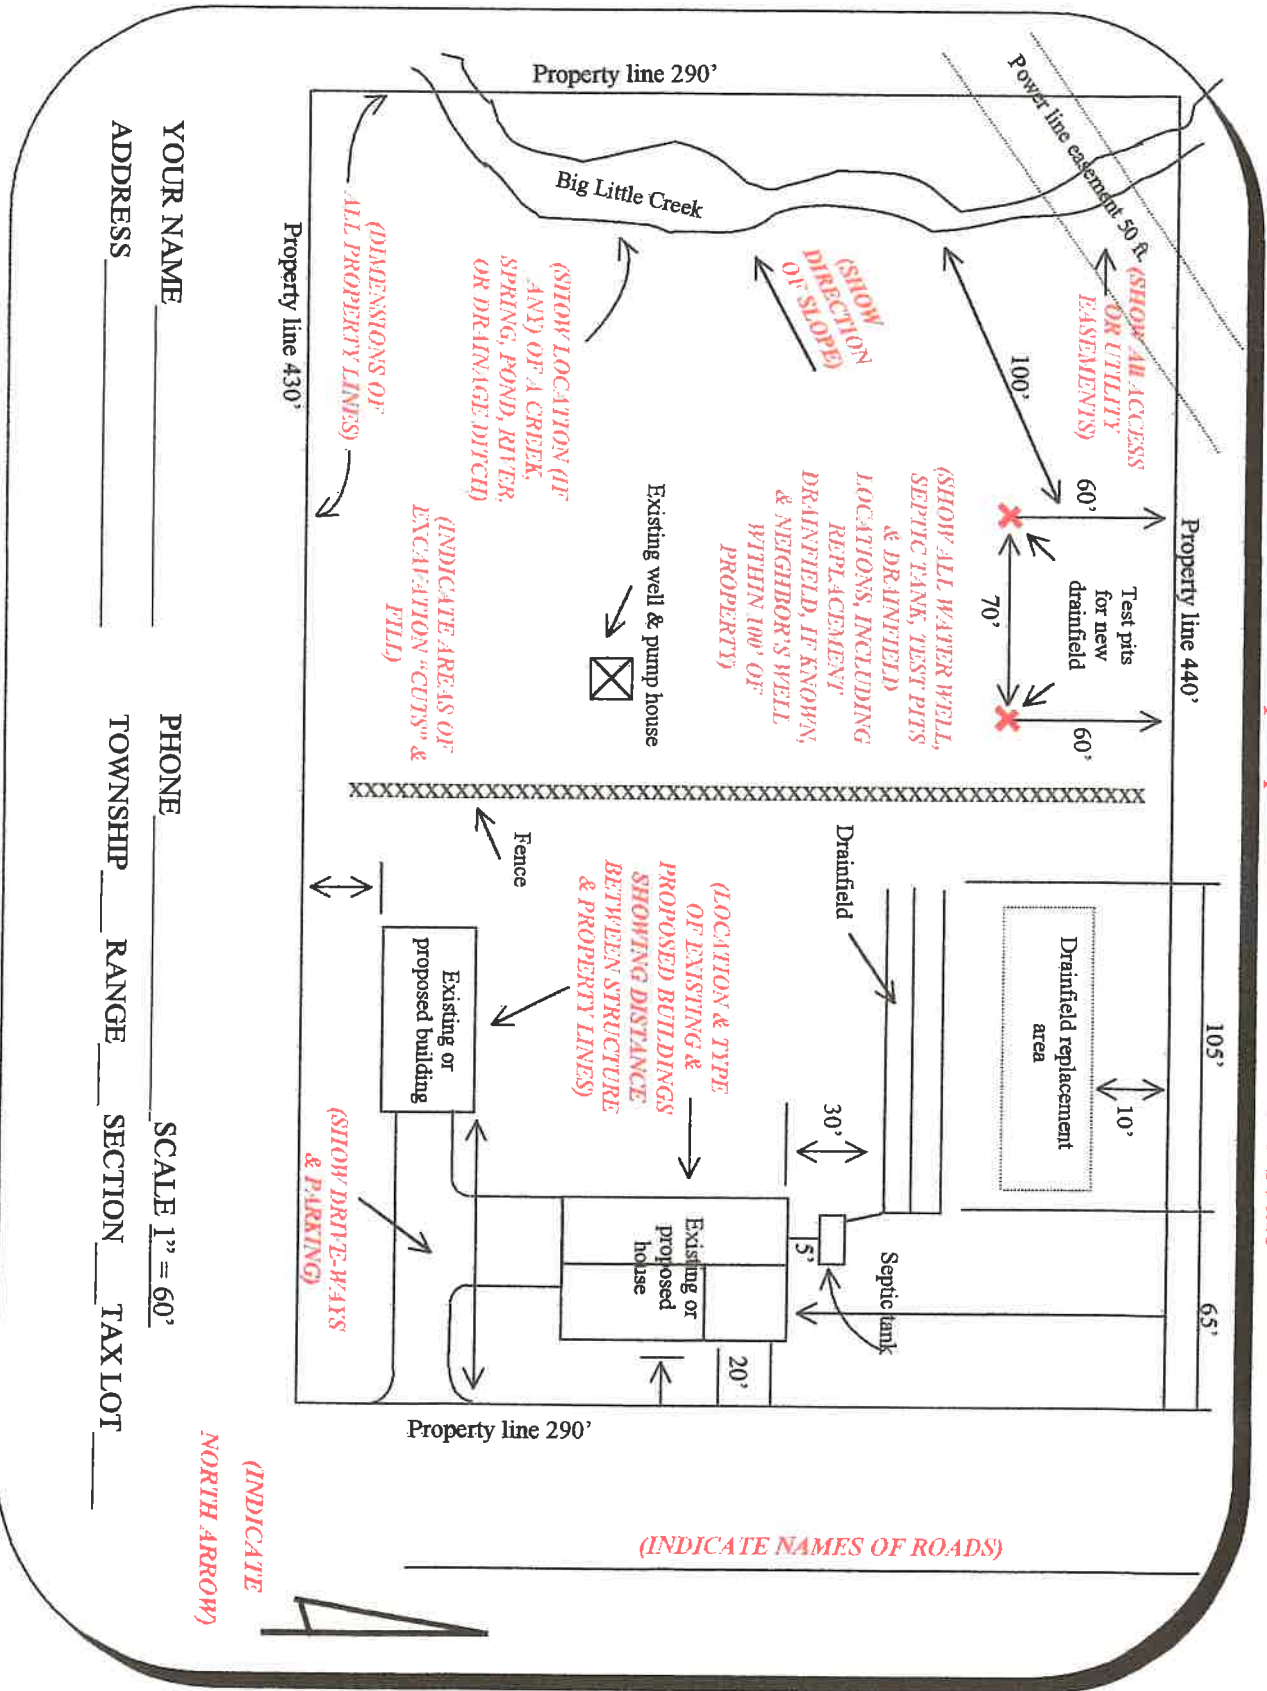 Property line 440'
105'
65'
Power line easement 50 ft.
(SHOW All ACCESS
OR UTILITY
EASEMENTS)
60'
60'
Test pits
for new
drainfield
70'
100'
10'
Drainfield replacement
area
Property line 290'
Big Little Creek
(SHOW
DIRECTION
OF SLOPE)
(SHOW ALL WATER WELL,
SEPTIC TANK, TEST PITS
& DRAINFIELD
LOCATIONS, INCLUDING
REPLACEMENT
DRAINFIELD, IF KNOWN,
& NEIGHBOR'S WELL
WITHIN 100' OF
PROPERTY)
Drainfield
30'
Septic tank
5'
20'
(LOCATION & TYPE
OF EXISTING &
PROPOSED BUILDINGS
SHOWING DISTANCE
BETWEEN STRUCTURE
& PROPERTY LINES)
Existing or
proposed
house
Existing well & pump house
(SHOW LOCATION (IF
ANY) OF A CREEK,
SPRING, POND, RIVER,
OR DRAINAGE DITCH)
Fence
(INDICATE AREAS OF
EXCAVATION "CUTS" &
FILL)
Existing or
proposed building
(DIMENSIONS OF
ALL PROPERTY LINES)
(SHOW DRIVE-WAYS
& PARKING)
Property line 430'
Property line 290'
(INDICATE NAMES OF ROADS)
(INDICATE
NORTH ARROW)
YOUR NAME PHONE SCALE 1" = 60'
ADDRESS TOWNSHIP RANGE SECTION TAX LOT